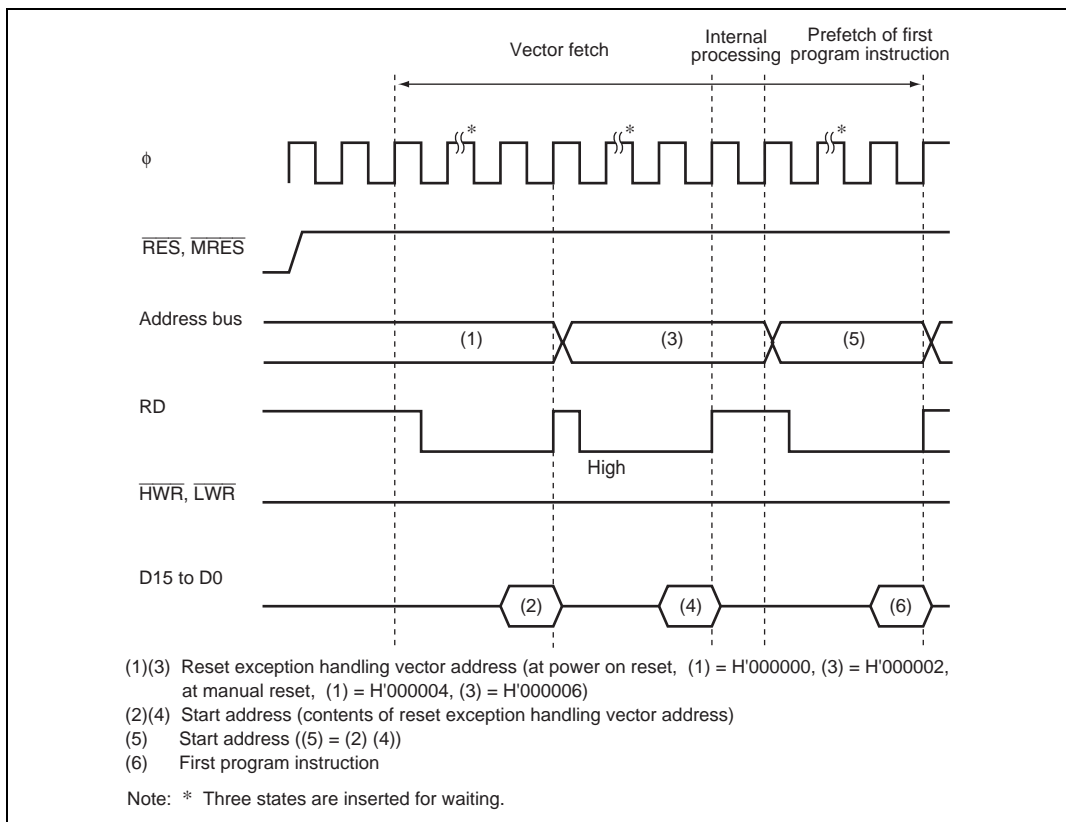 Vector fetch
Internal
processing
Prefetch of first
program instruction
*
*
*
ϕ
RES, MRES
Address bus
(1)
(3)
(5)
RD
High
HWR, LWR
D15 to D0
(2)
(4)
(6)
(1)(3) Reset exception handling vector address (at power on reset, (1) = H'000000, (3) = H'000002,
at manual reset, (1) = H'000004, (3) = H'000006)
(2)(4) Start address (contents of reset exception handling vector address)
(5) Start address ((5) = (2) (4))
(6) First program instruction
Note: * Three states are inserted for waiting.